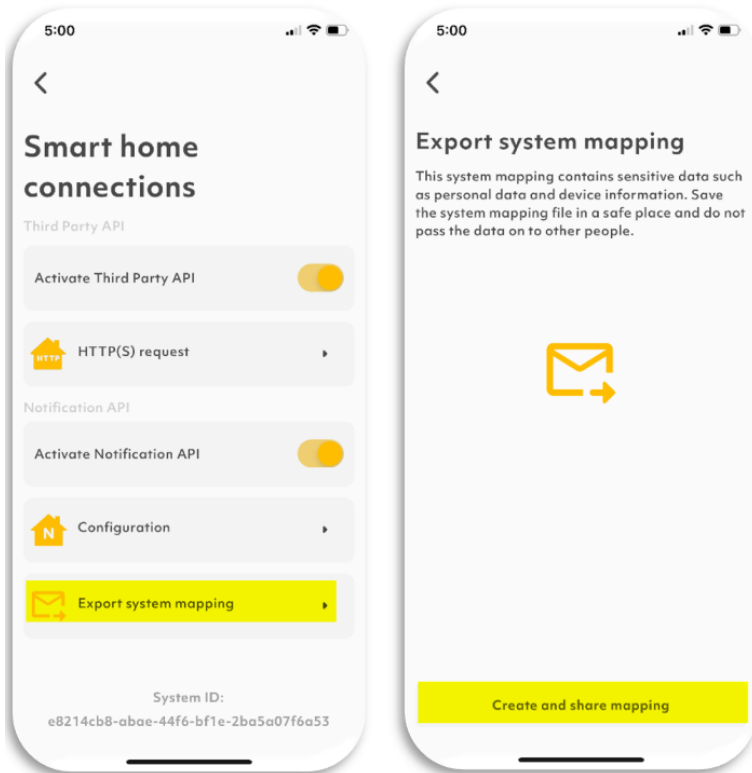 5:00
Smart home
connections
Third Party API
Activate Third Party API
HTTP
HTTP(S) request
Notification API
Activate Notification API
N
Configuration
Export system mapping
System ID:
e8214cb8-abae-44f6-bf1e-2ba5a07f6a53
5:00
Export system mapping
This system mapping contains sensitive data such
as personal data and device information. Save
the system mapping file in a safe place and do not
pass the data on to other people.
Create and share mapping